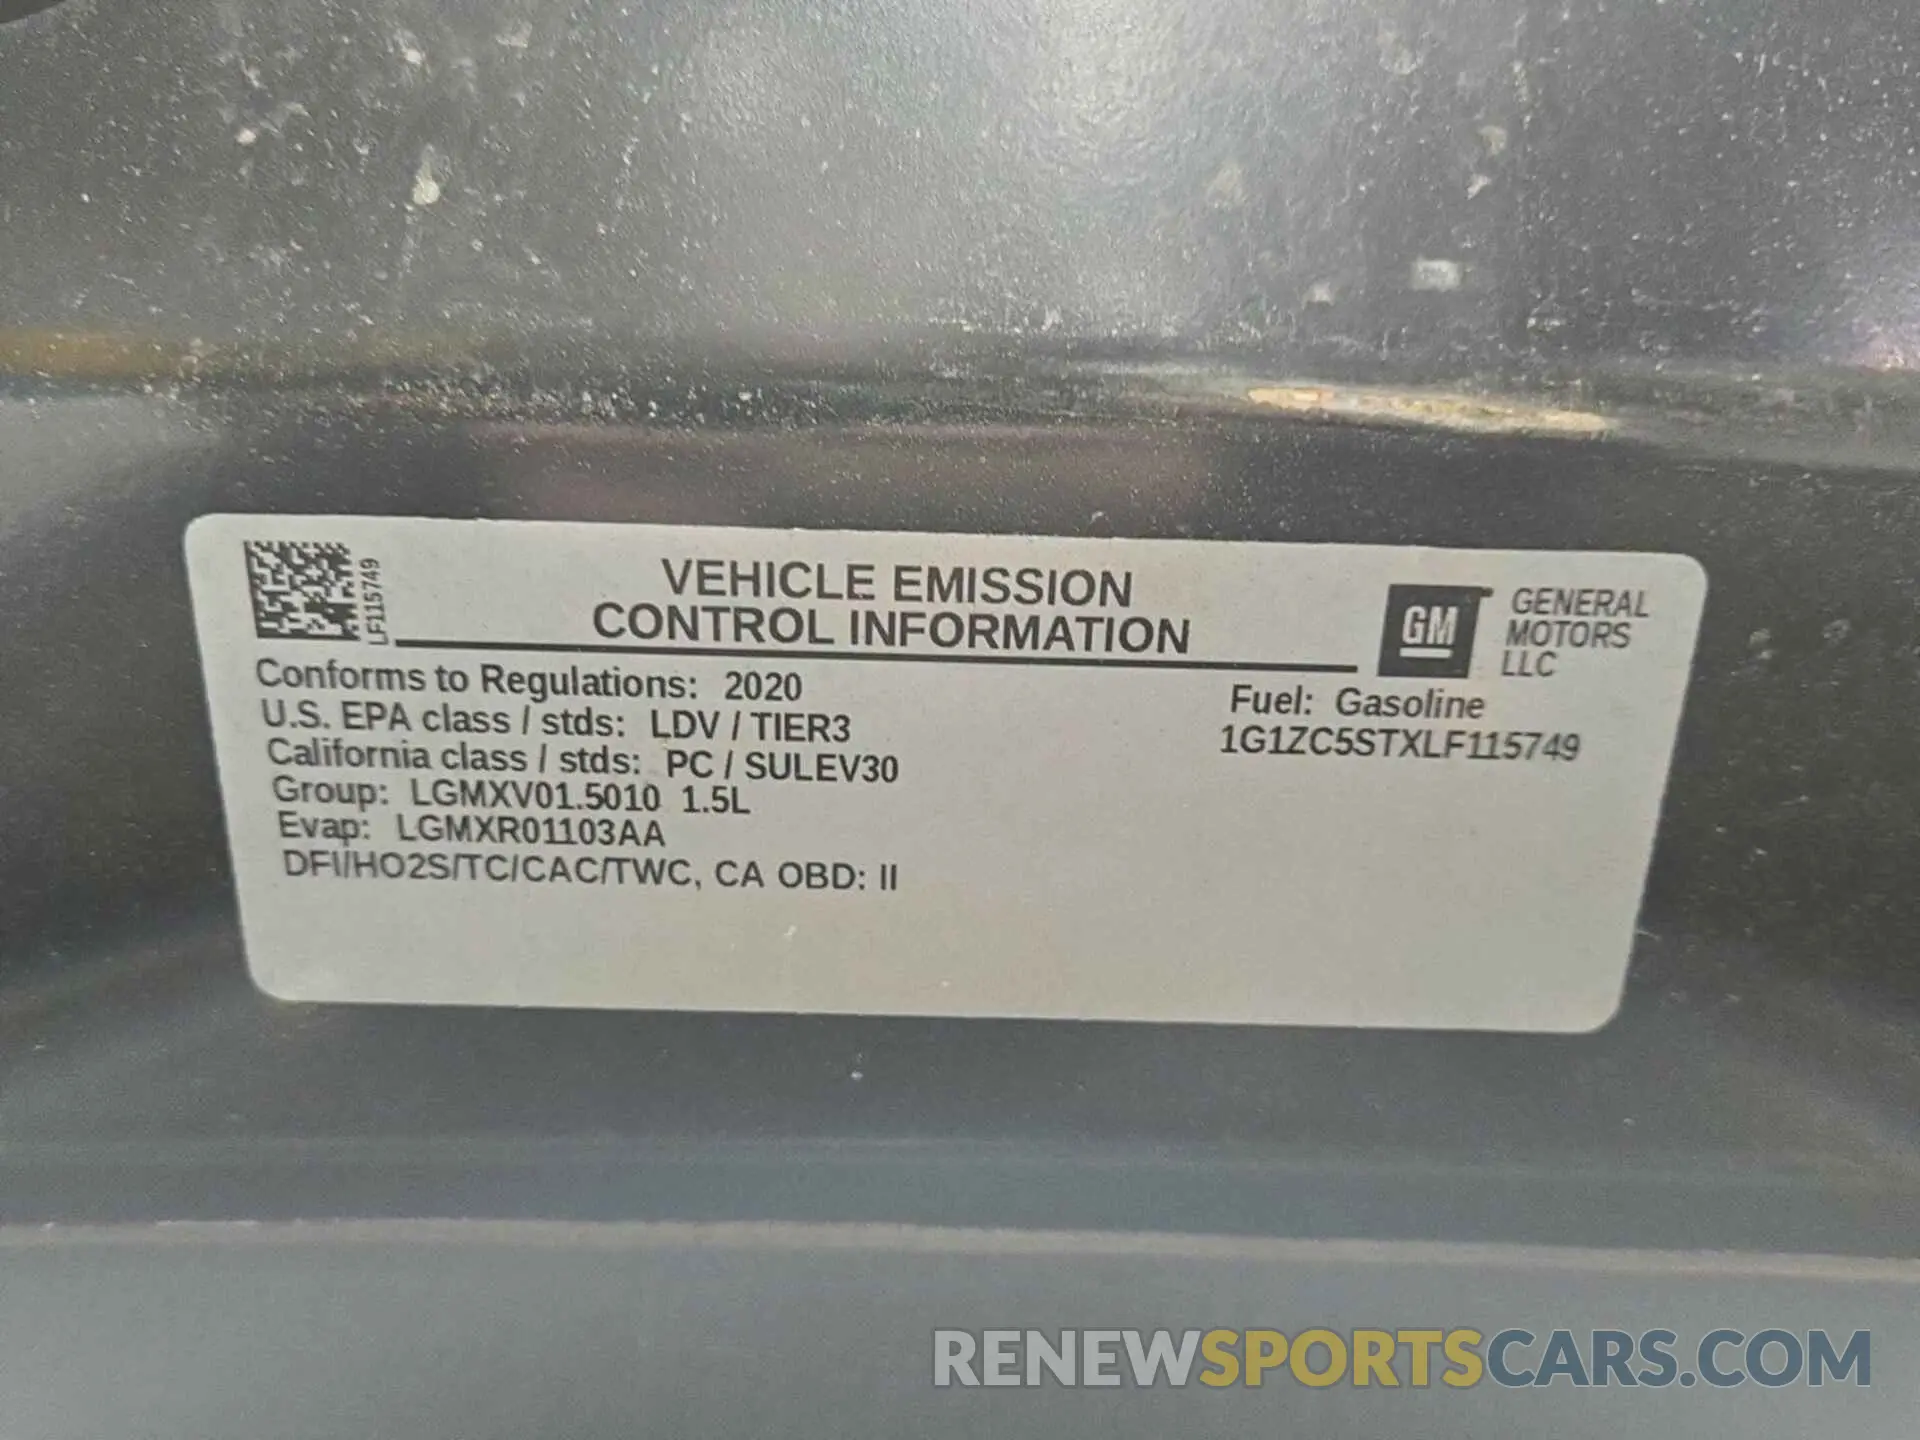 LF115749
VEHICLE EMISSION
CONTROL INFORMATION
GM
GENERAL
MOTORS
LLC
Conforms to Regulations: 2020
U.S. EPA class / stds: LDV / TIER3
California class / stds: PC / SULEV30
Group: LGMXV01.5010 1.5L
Evap: LGMXR01103AA
DFI/HO2S/TC/CAC/TWC, CA OBD: II
Fuel: Gasoline
1G1ZC5STXLF115749
RENEWSPORTSCARS.COM